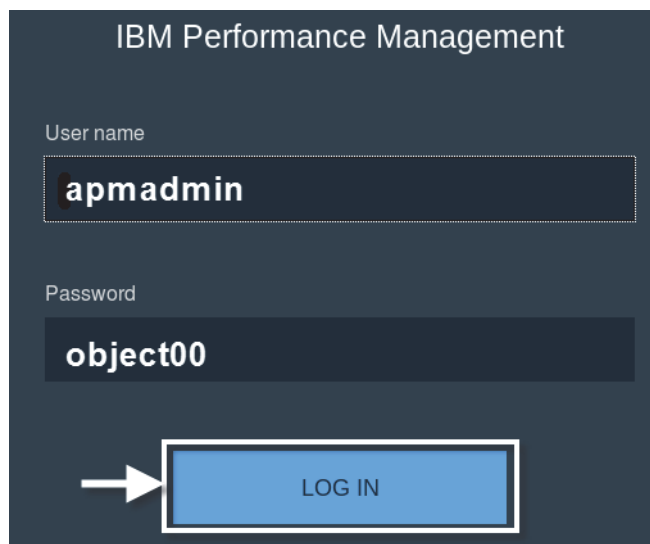 IBM Performance Management
User name
apmadmin
Password
object00
LOG IN